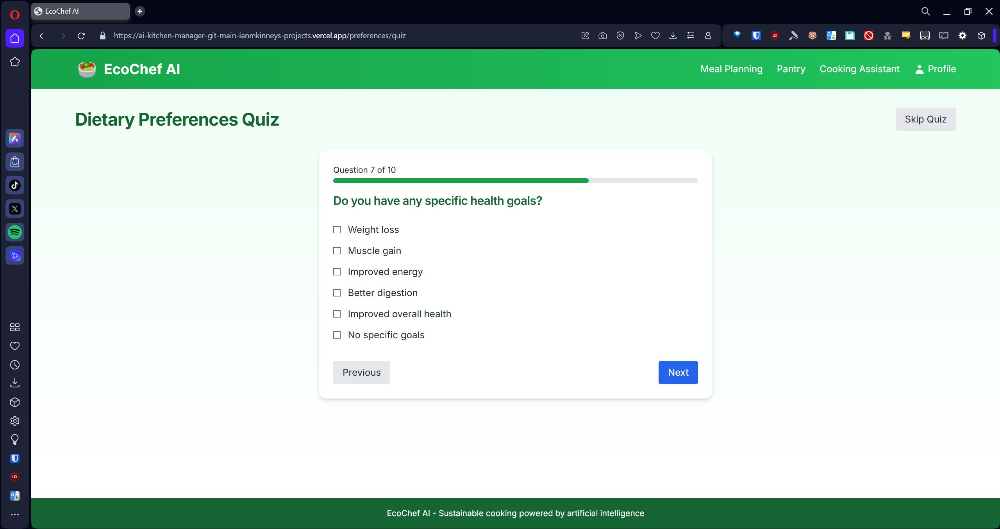 EcoChef AI
https://ai-kitchen-manager-git-main-ianmkinneys-projects.vercel.app/preferences/quiz
EcoChef AI
Meal Planning
Pantry
Cooking Assistant
Profile
Dietary Preferences Quiz
Skip Quiz
Question 7 of 10
Do you have any specific health goals?
Weight loss
Muscle gain
Improved energy
Better digestion
Improved overall health
No specific goals
Previous
Next
EcoChef AI - Sustainable cooking powered by artificial intelligence